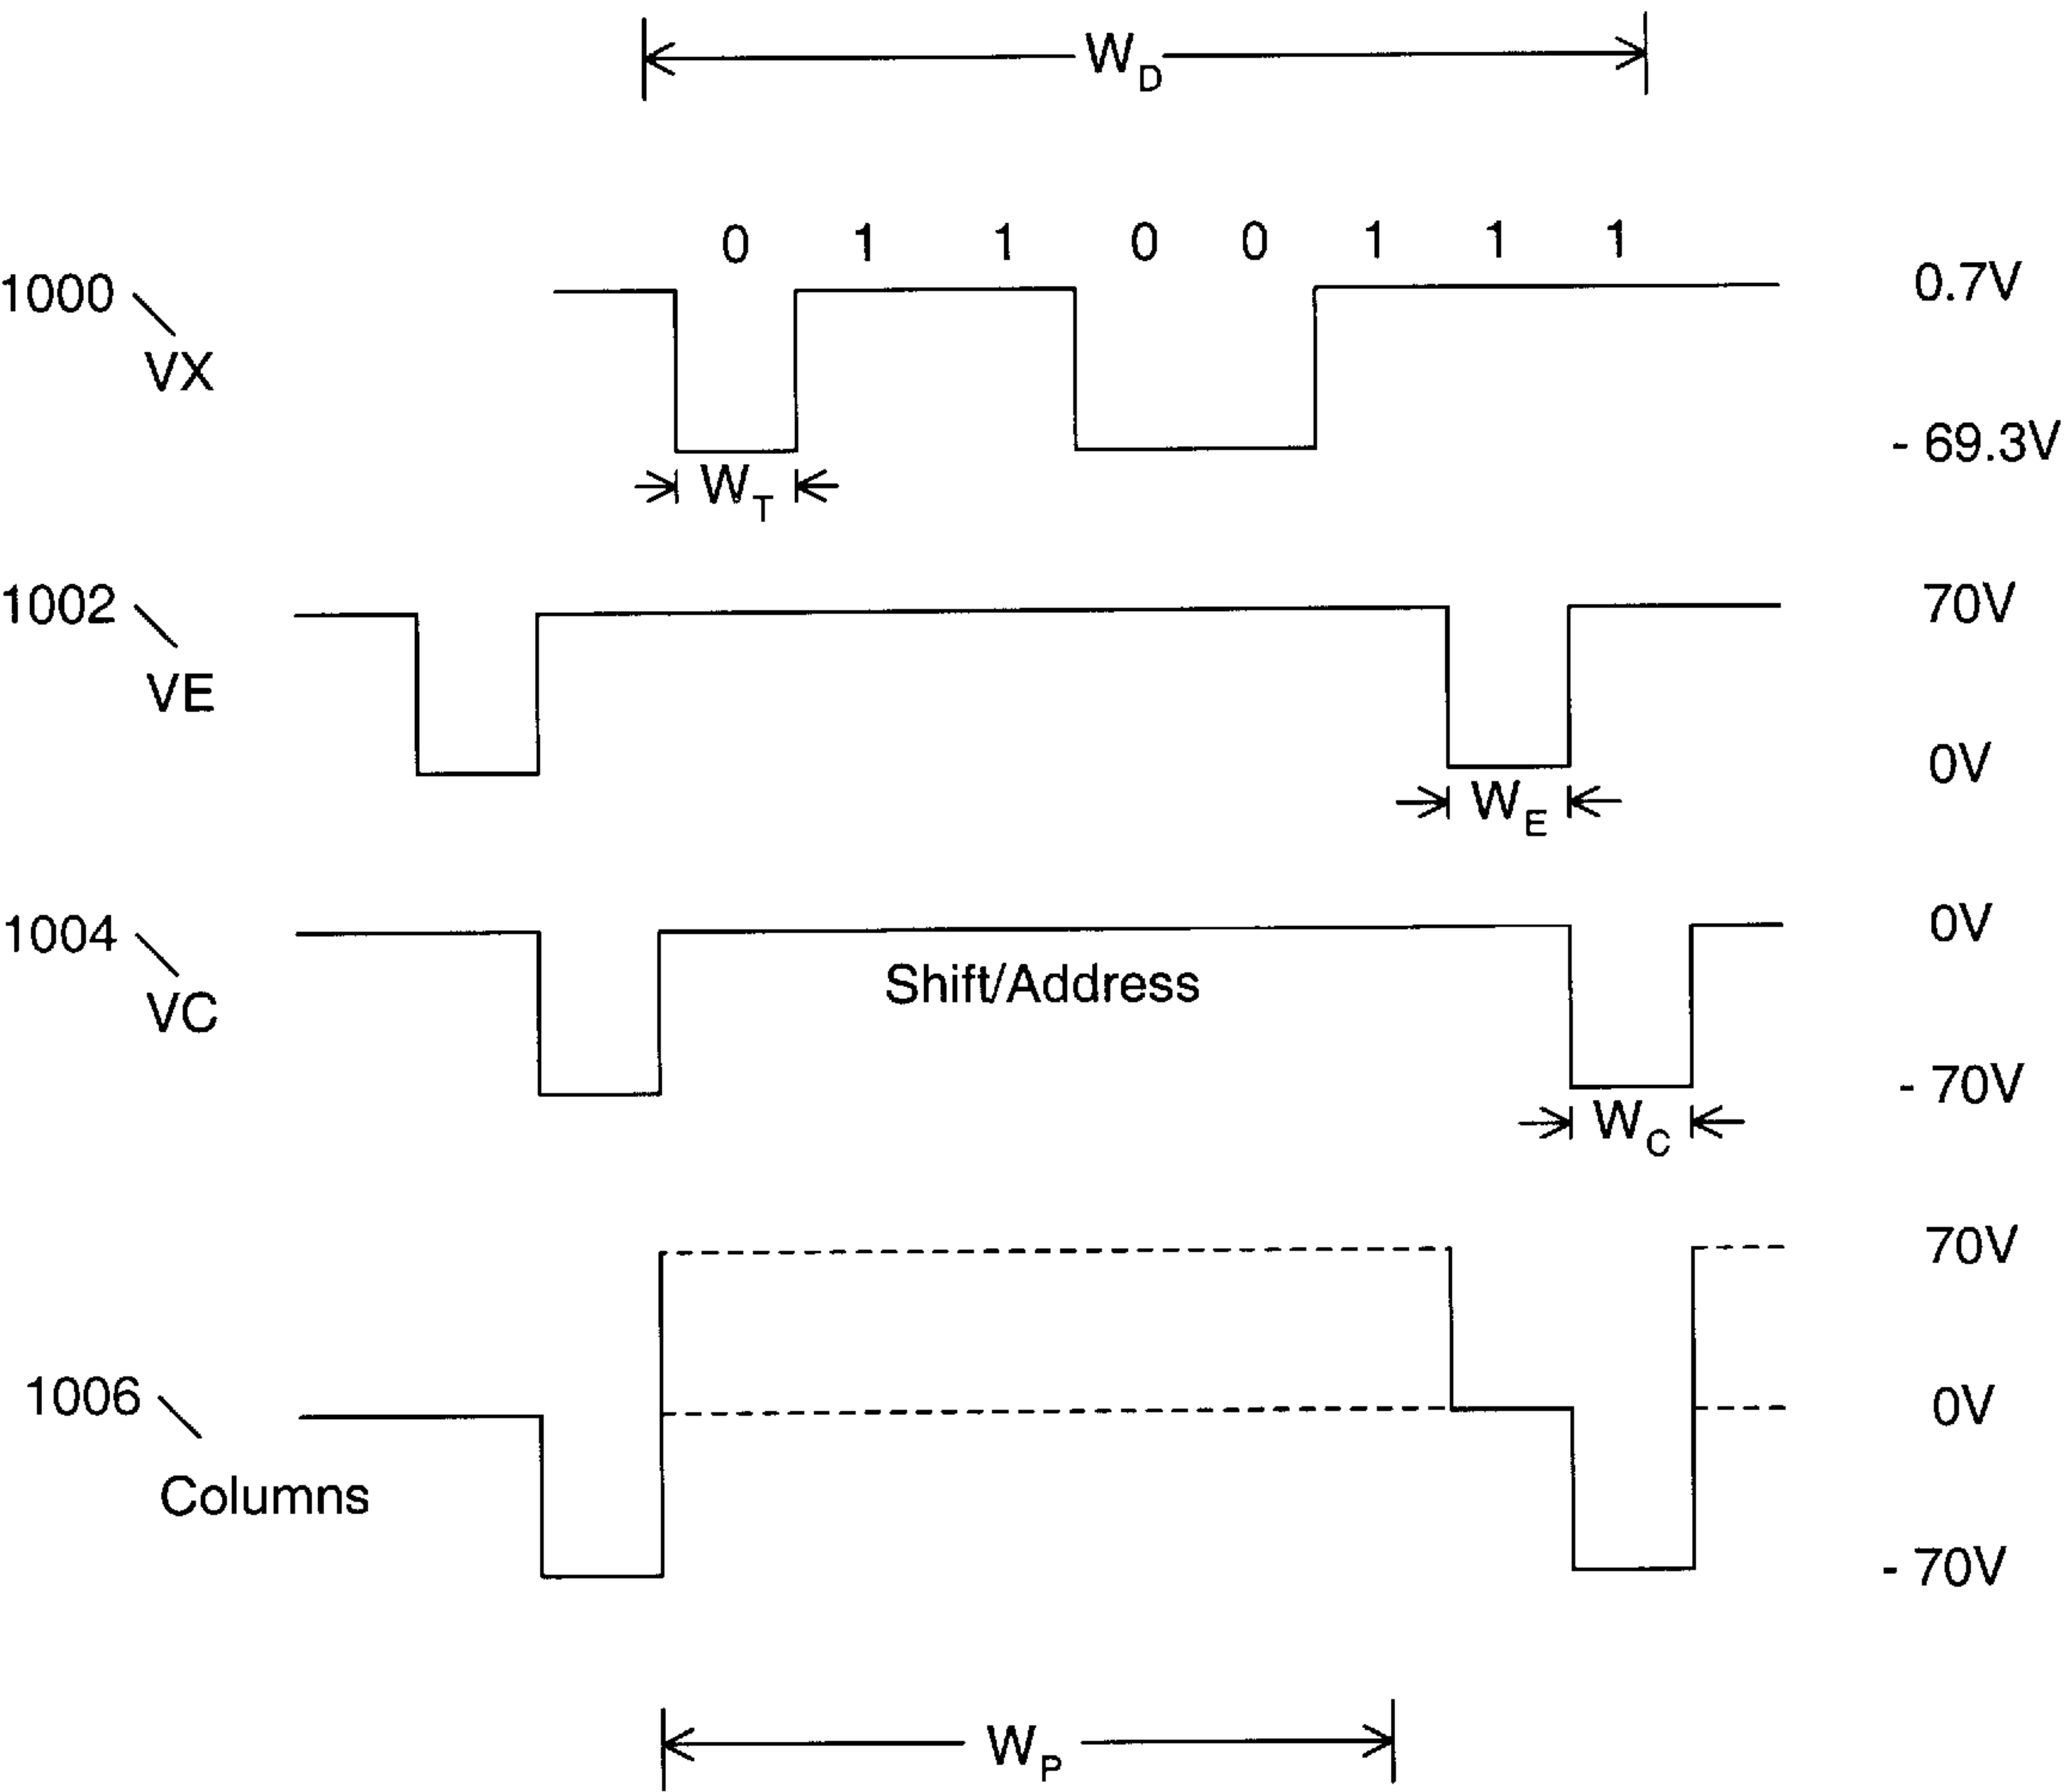 W_D
0 1 1 0 0 1 1 1
1000
VX
0.7V
- 69.3V
W_T
1002
VE
70V
0V
W_E
1004
VC
Shift/Address
0V
- 70V
W_C
1006
Columns
70V
0V
- 70V
W_P